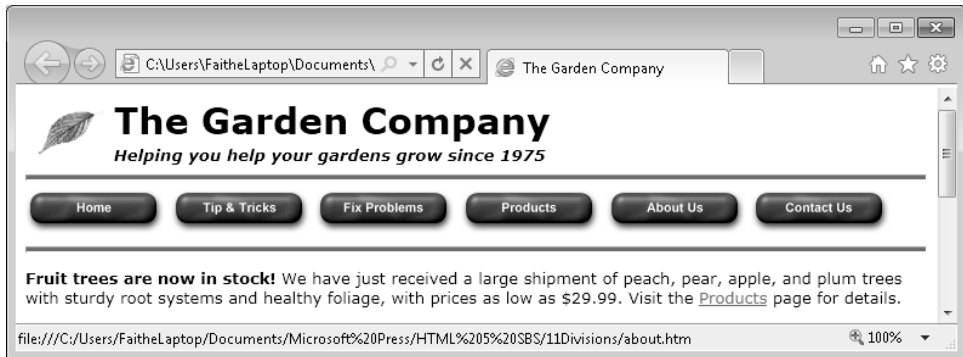 C:\Users\FaitheLaptop\Documents\
The Garden Company
The Garden Company
Helping you help your gardens grow since 1975
Home Tip & Tricks Fix Problems Products About Us Contact Us
Fruit trees are now in stock! We have just received a large shipment of peach, pear, apple, and plum trees
with sturdy root systems and healthy foliage, with prices as low as $29.99. Visit the Products page for details.
file:///C:/Users/FaitheLaptop/Documents/Microsoft%20Press/HTML%205%20SBS/11Divisions/about.htm 100%